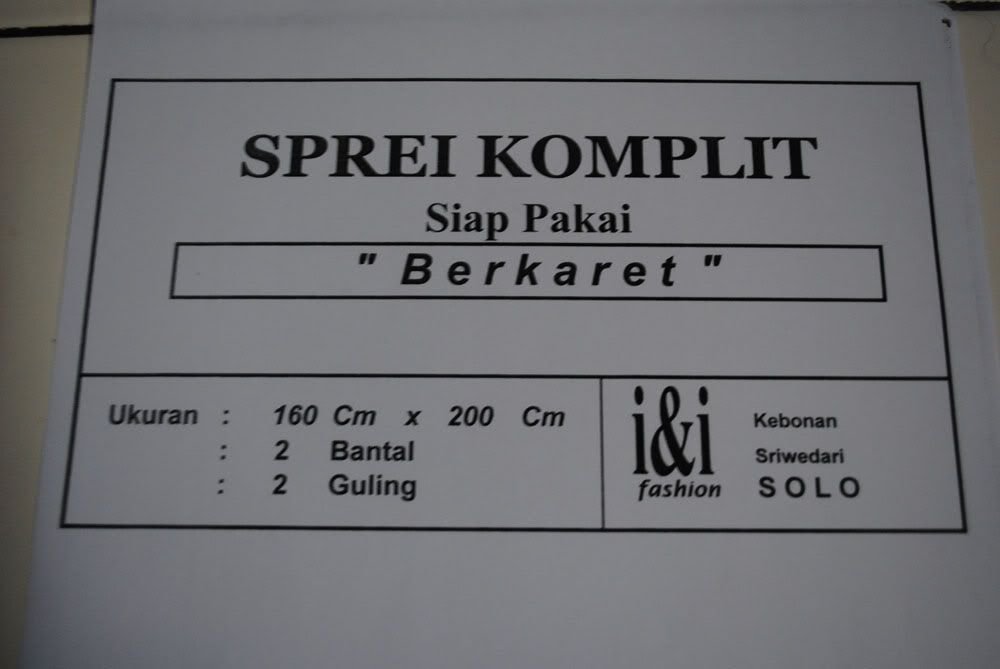 SPREI KOMPLIT
Siap Pakai
" Berkaret "
Ukuran : 160 Cm x 200 Cm
: 2 Bantal
: 2 Guling
i&i
fashion
Kebonan
Sriwedari
SOLO